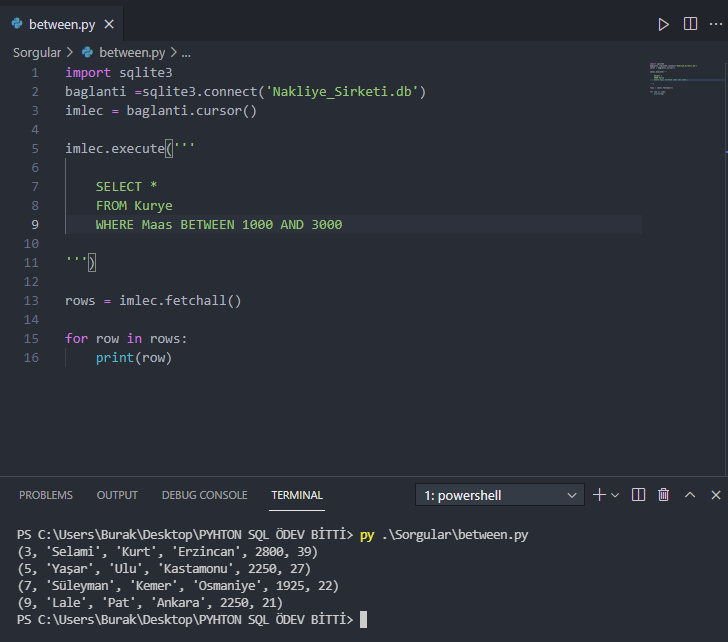 between.py
Sorgular > between.py > ...
1 import sqlite3
2 baglanti =sqlite3.connect('Nakliye_Sirketi.db')
3 imlec = baglanti.cursor()
4
5 imlec.execute('''
6
7 SELECT *
8 FROM Kurye
9 WHERE Maas BETWEEN 1000 AND 3000
10
11 ''')
12
13 rows = imlec.fetchall()
14
15 for row in rows:
16 print(row)
PROBLEMS OUTPUT DEBUG CONSOLE TERMINAL 1: powershell
PS C:\Users\Burak\Desktop\PYHTON SQL ÖDEV BİTTİ> py .\Sorgular\between.py
(3, 'Selami', 'Kurt', 'Erzincan', 2800, 39)
(5, 'Yaşar', 'Ulu', 'Kastamonu', 2250, 27)
(7, 'Süleyman', 'Kemer', 'Osmaniye', 1925, 22)
(9, 'Lale', 'Pat', 'Ankara', 2250, 21)
PS C:\Users\Burak\Desktop\PYHTON SQL ÖDEV BİTTİ>